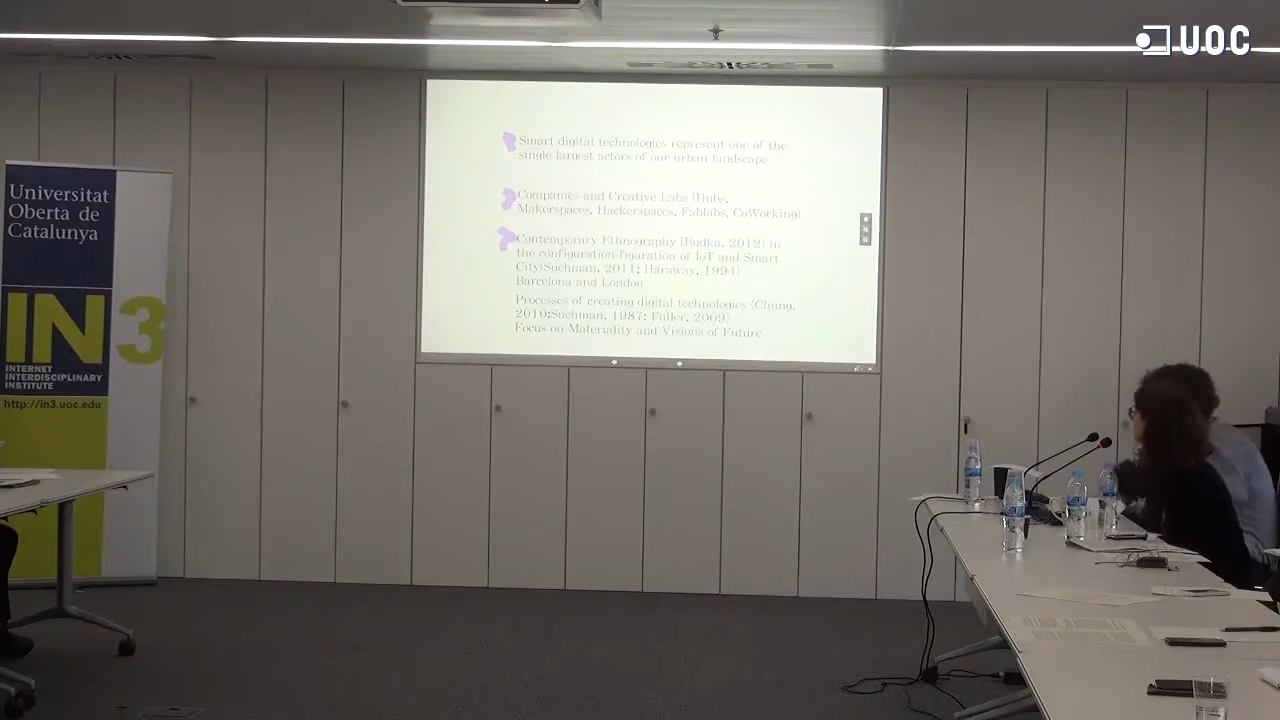 UOC
Smart digital technologies represent one of the
single largest actors of our urban landscape
Companies and Creative Labs (Hubs,
Makerspaces, Hackerspaces, Fablabs, CoWorking)
Contemporary Ethnography (Budka, 2012) in
the configuration-figuration of IoT and Smart
City(Suchman, 2011; Haraway, 1994)
Barcelona and London
Processes of creating digital technologies (Chung,
2010;Suchman, 1987; Fuller, 2009)
Focus on Materiality and Visions of Future
Universitat
Oberta de
Catalunya
IN3
INTERNET
INTERDISCIPLINARY
INSTITUTE
http://in3.uoc.edu